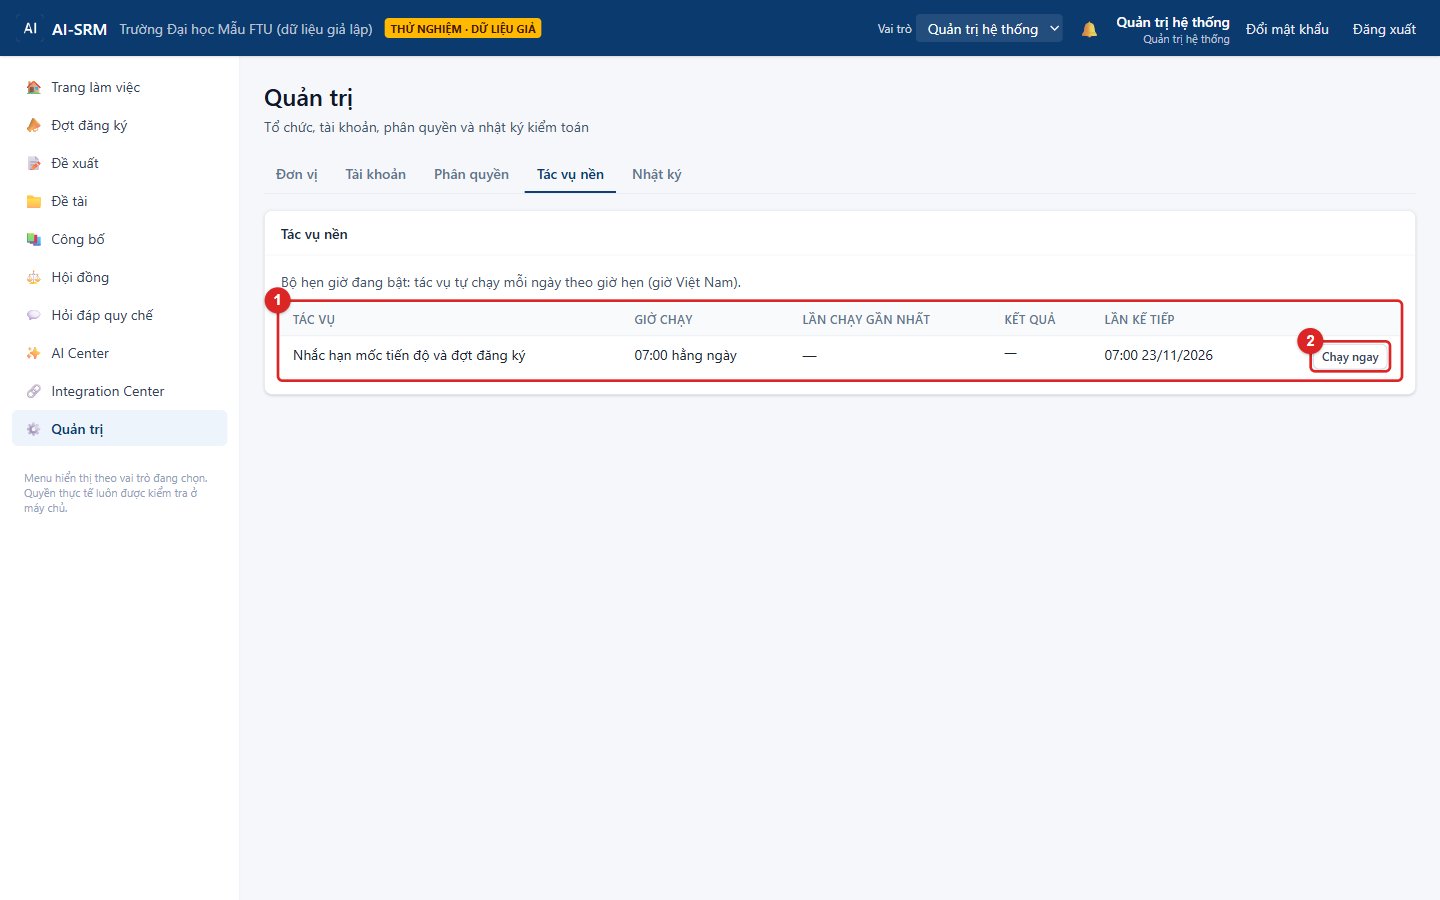 AI AI-SRM Trường Đại học Mẫu FTU (dữ liệu giả lập) THỬ NGHIỆM · DỮ LIỆU GIẢ Vai trò Quản trị hệ thống Quản trị hệ thống Đổi mật khẩu Đăng xuất
Quản trị hệ thống
Trang làm việc
Đợt đăng ký
Đề xuất
Đề tài
Công bố
Hội đồng
Hỏi đáp quy chế
AI Center
Integration Center
Quản trị
Menu hiển thị theo vai trò đang chọn.
Quyền thực tế luôn được kiểm tra ở
máy chủ.
Quản trị
Tổ chức, tài khoản, phân quyền và nhật ký kiểm toán
Đơn vị Tài khoản Phân quyền Tác vụ nền Nhật ký
Tác vụ nền
Bộ hẹn giờ đang bật: tác vụ tự chạy mỗi ngày theo giờ hẹn (giờ Việt Nam).
1
TÁC VỤ GIỜ CHẠY LẦN CHẠY GẦN NHẤT KẾT QUẢ LẦN KẾ TIẾP
2
Nhắc hạn mốc tiến độ và đợt đăng ký 07:00 hằng ngày — — 07:00 23/11/2026 Chạy ngay